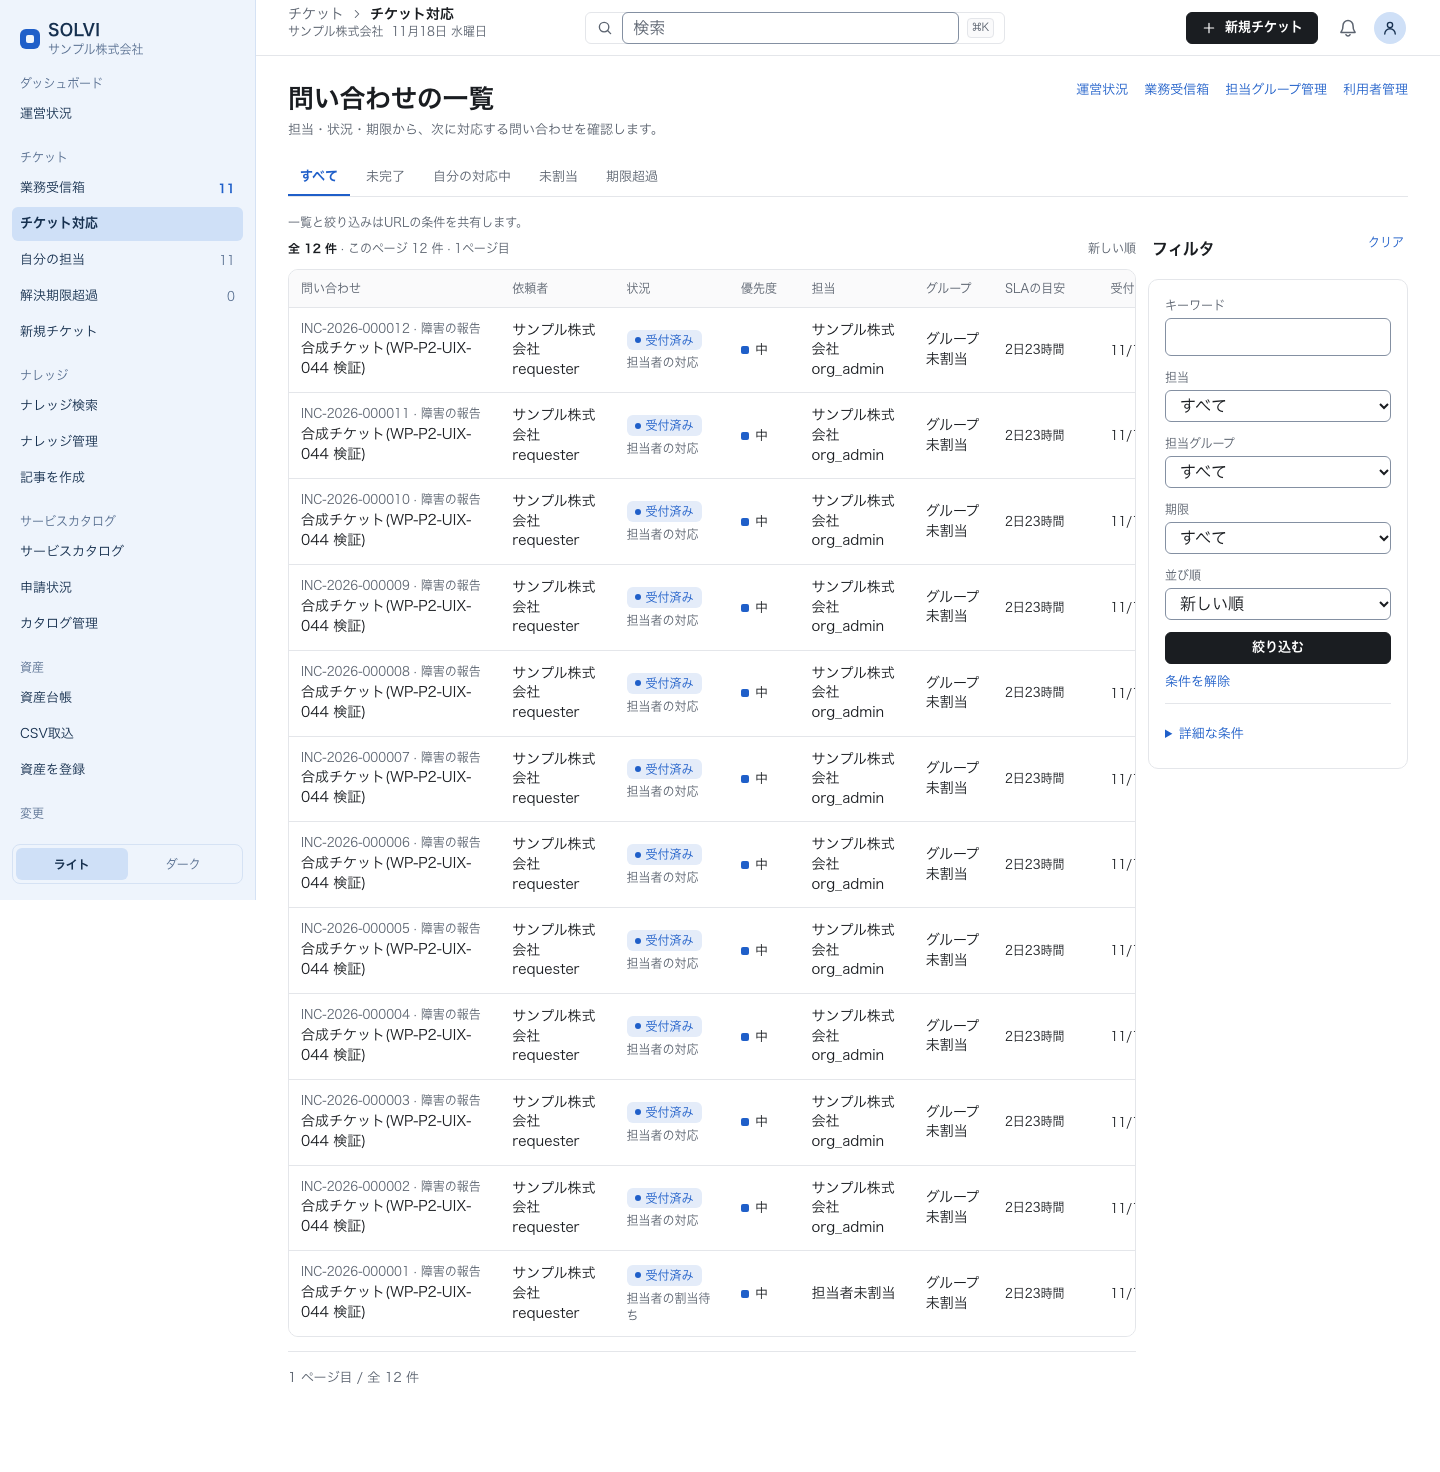 SOLVI
サンプル株式会社
ダッシュボード
運営状況
チケット
業務受信箱 11
チケット対応
自分の担当 11
解決期限超過 0
新規チケット
ナレッジ
ナレッジ検索
ナレッジ管理
記事を作成
サービスカタログ
サービスカタログ
申請状況
カタログ管理
資産
資産台帳
CSV取込
資産を登録
変更
ライト ダーク
チケット > チケット対応
サンプル株式会社 11月18日 水曜日
検索 ⌘K
+ 新規チケット
問い合わせの一覧
担当・状況・期限から、次に対応する問い合わせを確認します。
運営状況 業務受信箱 担当グループ管理 利用者管理
すべて 未完了 自分の対応中 未割当 期限超過
一覧と絞り込みはURLの条件を共有します。
全 12 件 · このページ 12 件 · 1ページ目 新しい順
問い合わせ 依頼者 状況 優先度 担当 グループ SLAの目安 受付
INC-2026-000012 · 障害の報告
合成チケット(WP-P2-UIX-
044 検証)
サンプル株式
会社
requester
受付済み
担当者の対応
中
サンプル株式
会社
org_admin
グループ
未割当
2日23時間
11/
INC-2026-000011 · 障害の報告
合成チケット(WP-P2-UIX-
044 検証)
サンプル株式
会社
requester
受付済み
担当者の対応
中
サンプル株式
会社
org_admin
グループ
未割当
2日23時間
11/
INC-2026-000010 · 障害の報告
合成チケット(WP-P2-UIX-
044 検証)
サンプル株式
会社
requester
受付済み
担当者の対応
中
サンプル株式
会社
org_admin
グループ
未割当
2日23時間
11/
INC-2026-000009 · 障害の報告
合成チケット(WP-P2-UIX-
044 検証)
サンプル株式
会社
requester
受付済み
担当者の対応
中
サンプル株式
会社
org_admin
グループ
未割当
2日23時間
11/
INC-2026-000008 · 障害の報告
合成チケット(WP-P2-UIX-
044 検証)
サンプル株式
会社
requester
受付済み
担当者の対応
中
サンプル株式
会社
org_admin
グループ
未割当
2日23時間
11/
INC-2026-000007 · 障害の報告
合成チケット(WP-P2-UIX-
044 検証)
サンプル株式
会社
requester
受付済み
担当者の対応
中
サンプル株式
会社
org_admin
グループ
未割当
2日23時間
11/
INC-2026-000006 · 障害の報告
合成チケット(WP-P2-UIX-
044 検証)
サンプル株式
会社
requester
受付済み
担当者の対応
中
サンプル株式
会社
org_admin
グループ
未割当
2日23時間
11/
INC-2026-000005 · 障害の報告
合成チケット(WP-P2-UIX-
044 検証)
サンプル株式
会社
requester
受付済み
担当者の対応
中
サンプル株式
会社
org_admin
グループ
未割当
2日23時間
11/
INC-2026-000004 · 障害の報告
合成チケット(WP-P2-UIX-
044 検証)
サンプル株式
会社
requester
受付済み
担当者の対応
中
サンプル株式
会社
org_admin
グループ
未割当
2日23時間
11/
INC-2026-000003 · 障害の報告
合成チケット(WP-P2-UIX-
044 検証)
サンプル株式
会社
requester
受付済み
担当者の対応
中
サンプル株式
会社
org_admin
グループ
未割当
2日23時間
11/
INC-2026-000002 · 障害の報告
合成チケット(WP-P2-UIX-
044 検証)
サンプル株式
会社
requester
受付済み
担当者の対応
中
サンプル株式
会社
org_admin
グループ
未割当
2日23時間
11/
INC-2026-000001 · 障害の報告
合成チケット(WP-P2-UIX-
044 検証)
サンプル株式
会社
requester
受付済み
担当者の割当待
ち
中
担当者未割当
グループ
未割当
2日23時間
11/
1 ページ目 / 全 12 件
フィルタ クリア
キーワード
担当
すべて
担当グループ
すべて
期限
すべて
並び順
新しい順
絞り込む
条件を解除
▶ 詳細な条件